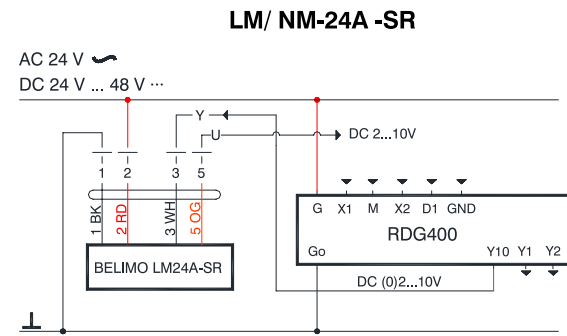 LM/ NM-24A -SR
AC 24 V
DC 24 V ... 48 V ...
Y
U
DC 2...10V
1 2 3 5
1 BK
2 RD
3 WH
5 OG
BELIMO LM24A-SR
G X1 M X2 D1 GND
RDG400
Go
Y10 Y1 Y2
DC (0)2...10V